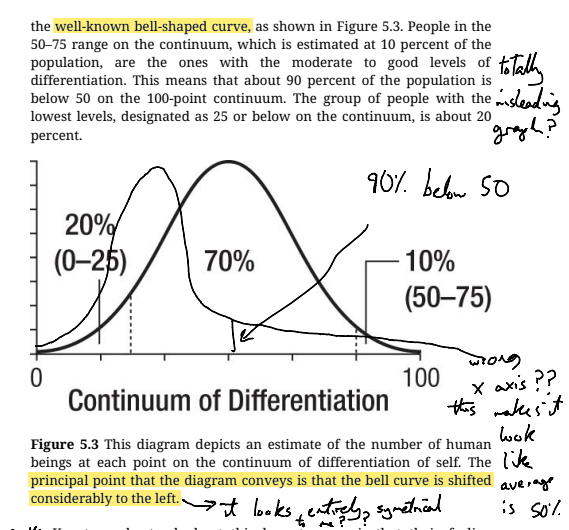 the well-known bell-shaped curve, as shown in Figure 5.3. People in the
50–75 range on the continuum, which is estimated at 10 percent of the
population, are the ones with the moderate to good levels of
differentiation. This means that about 90 percent of the population is
below 50 on the 100-point continuum. The group of people with the
lowest levels, designated as 25 or below on the continuum, is about 20
percent.
totally
misleading
graph?
90% below 50
20%
(0–25)
70%
10%
(50–75)
0
100
Continuum of Differentiation
wrong
x axis??
this makes it
look
like
average
is 50%
Figure 5.3 This diagram depicts an estimate of the number of human
beings at each point on the continuum of differentiation of self. The
principal point that the diagram conveys is that the bell curve is shifted
considerably to the left.
it looks entirely symetrical
to me??